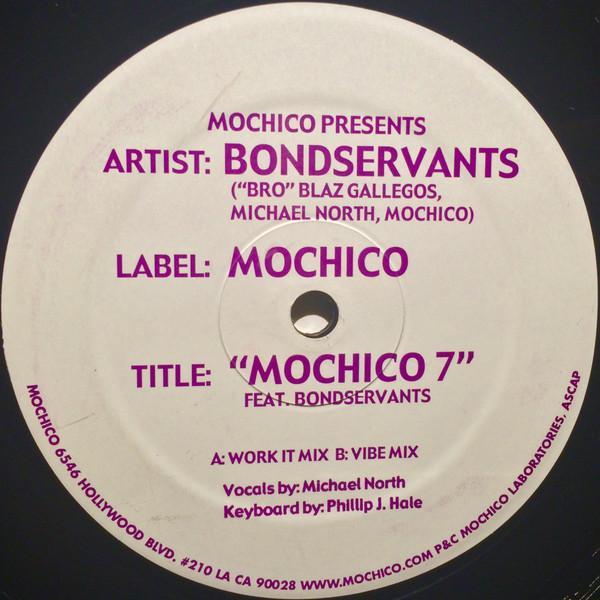 MOCHICO PRESENTS
ARTIST: BONDSERVANTS
("BRO" BLAZ GALLEGOS,
MICHAEL NORTH, MOCHICO)
LABEL: MOCHICO
TITLE: "MOCHICO 7"
FEAT. BONDSERVANTS
A: WORK IT MIX B: VIBE MIX
Vocals by: Michael North
Keyboard by: Phillip J. Hale
MOCHICO 6546 HOLLYWOOD BLVD. #210 LA CA 90028 WWW.MOCHICO.COM P&C MOCHICO LABORATORIES. ASCAP